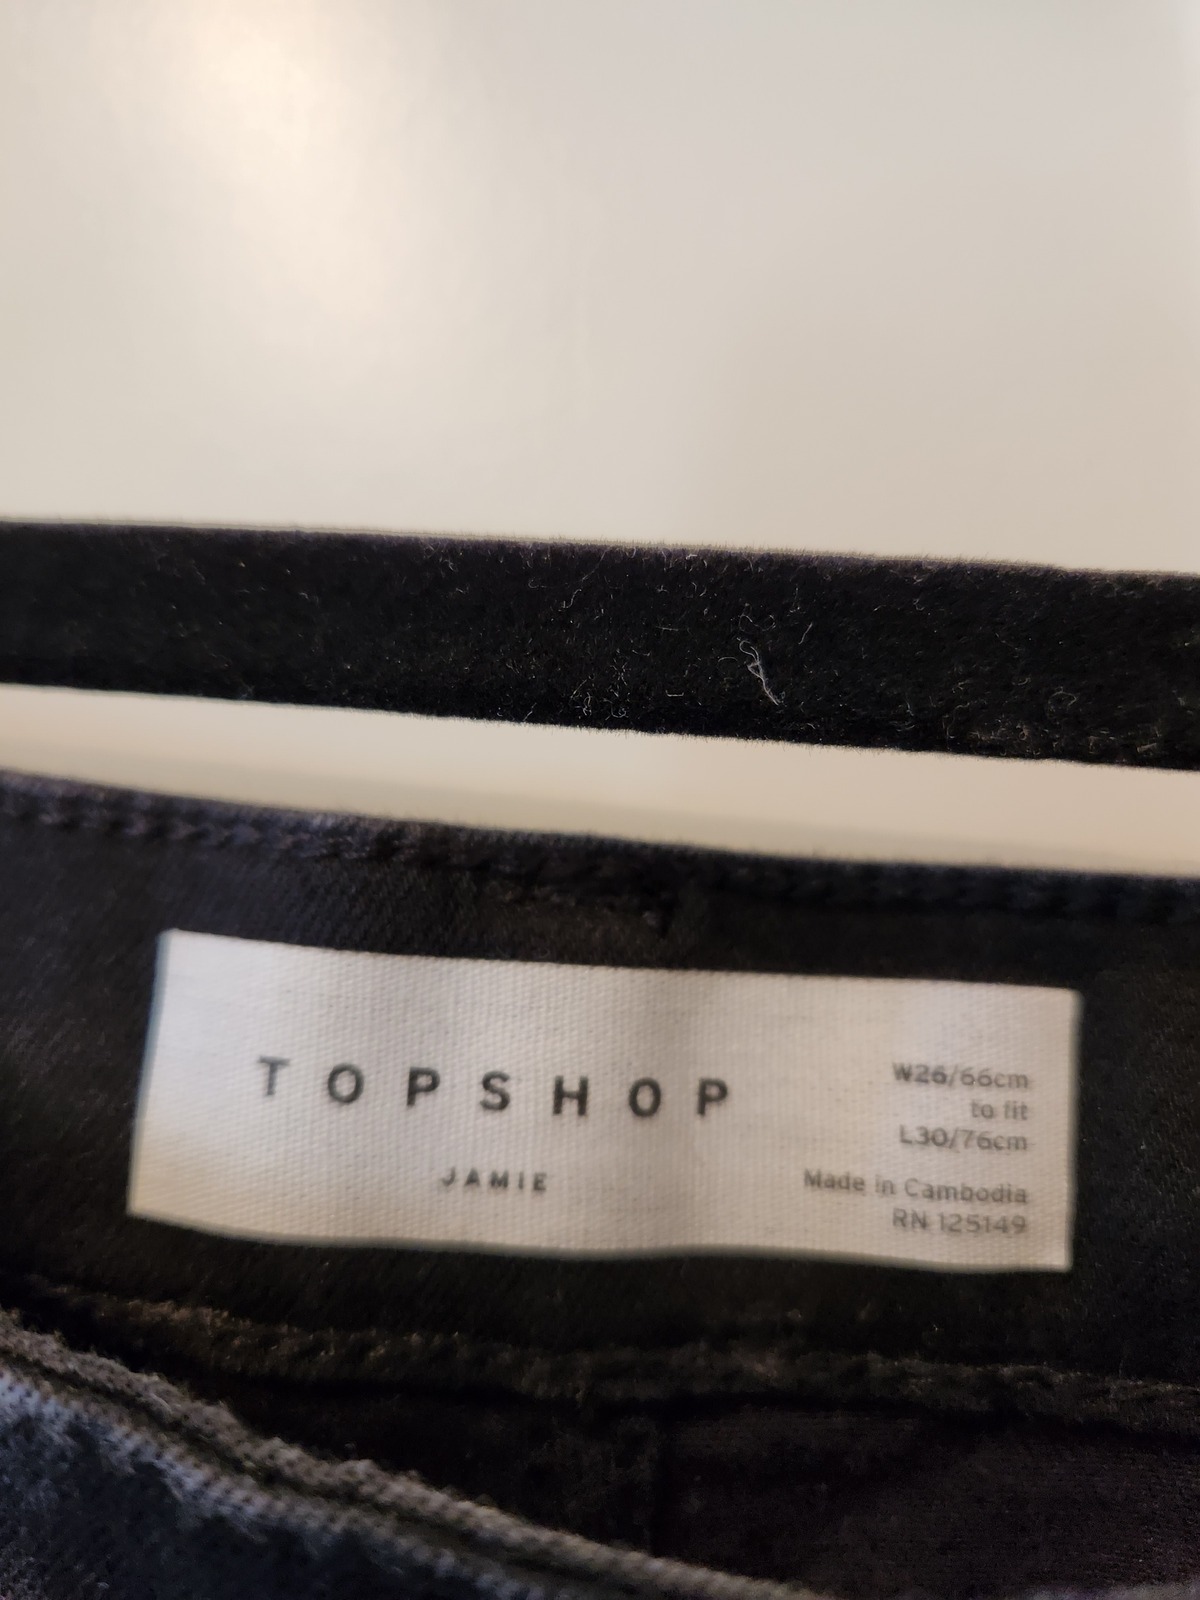 TOPSHOP
JAMIE
W26/66cm
to fit
L30/76cm
Made in Cambodia
RN 125149